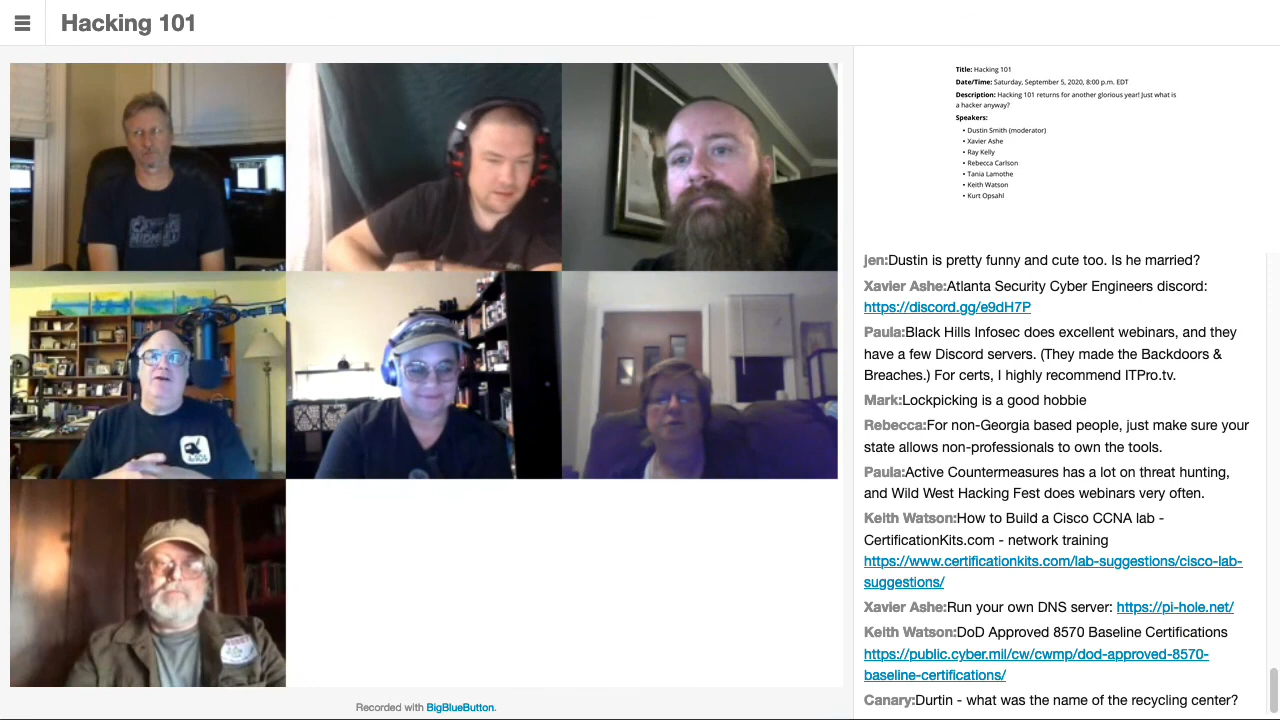 Hacking 101
Title: Hacking 101
Date/Time: Saturday, September 5, 2020, 8:00 p.m. EDT
Description: Hacking 101 returns for another glorious year! Just what is
a hacker anyway?
Speakers:
• Dustin Smith (moderator)
• Xavier Ashe
• Ray Kelly
• Rebecca Carlson
• Tania Lamothe
• Keith Watson
• Kurt Opsahl
jen:Dustin is pretty funny and cute too. Is he married?
Xavier Ashe:Atlanta Security Cyber Engineers discord:
https://discord.gg/e9dH7P
Paula:Black Hills Infosec does excellent webinars, and they
have a few Discord servers. (They made the Backdoors &
Breaches.) For certs, I highly recommend ITPro.tv.
Mark:Lockpicking is a good hobbie
Rebecca:For non-Georgia based people, just make sure your
state allows non-professionals to own the tools.
Paula:Active Countermeasures has a lot on threat hunting,
and Wild West Hacking Fest does webinars very often.
Keith Watson:How to Build a Cisco CCNA lab -
CertificationKits.com - network training
https://www.certificationkits.com/lab-suggestions/cisco-lab-
suggestions/
Xavier Ashe:Run your own DNS server: https://pi-hole.net/
Keith Watson:DoD Approved 8570 Baseline Certifications
https://public.cyber.mil/cw/cwmp/dod-approved-8570-
baseline-certifications/
Canary:Durtin - what was the name of the recycling center?
Recorded with BigBlueButton.